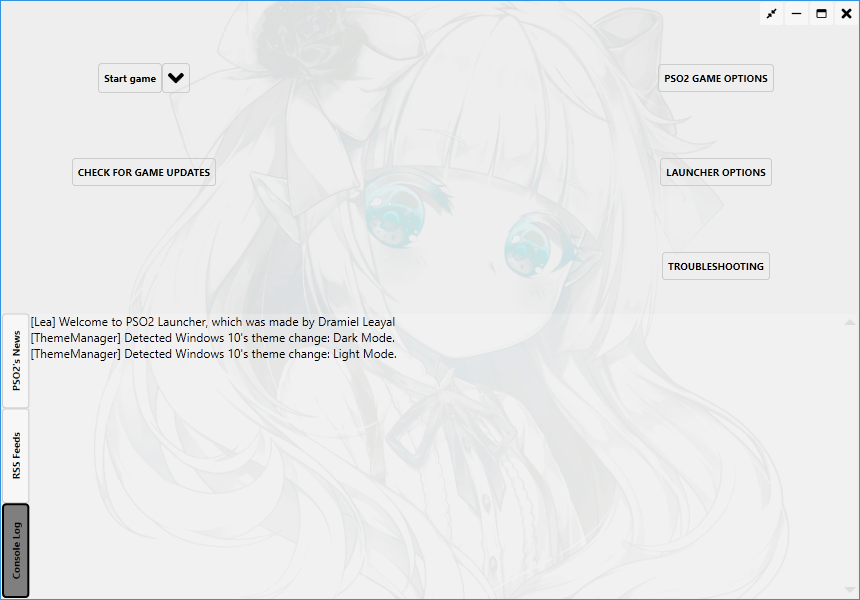 Start game
PSO2 GAME OPTIONS
CHECK FOR GAME UPDATES
LAUNCHER OPTIONS
TROUBLESHOOTING
[Lea] Welcome to PSO2 Launcher, which was made by Dramiel Leayal
[ThemeManager] Detected Windows 10's theme change: Dark Mode.
[ThemeManager] Detected Windows 10's theme change: Light Mode.
PSO2's News
RSS Feeds
Console Log